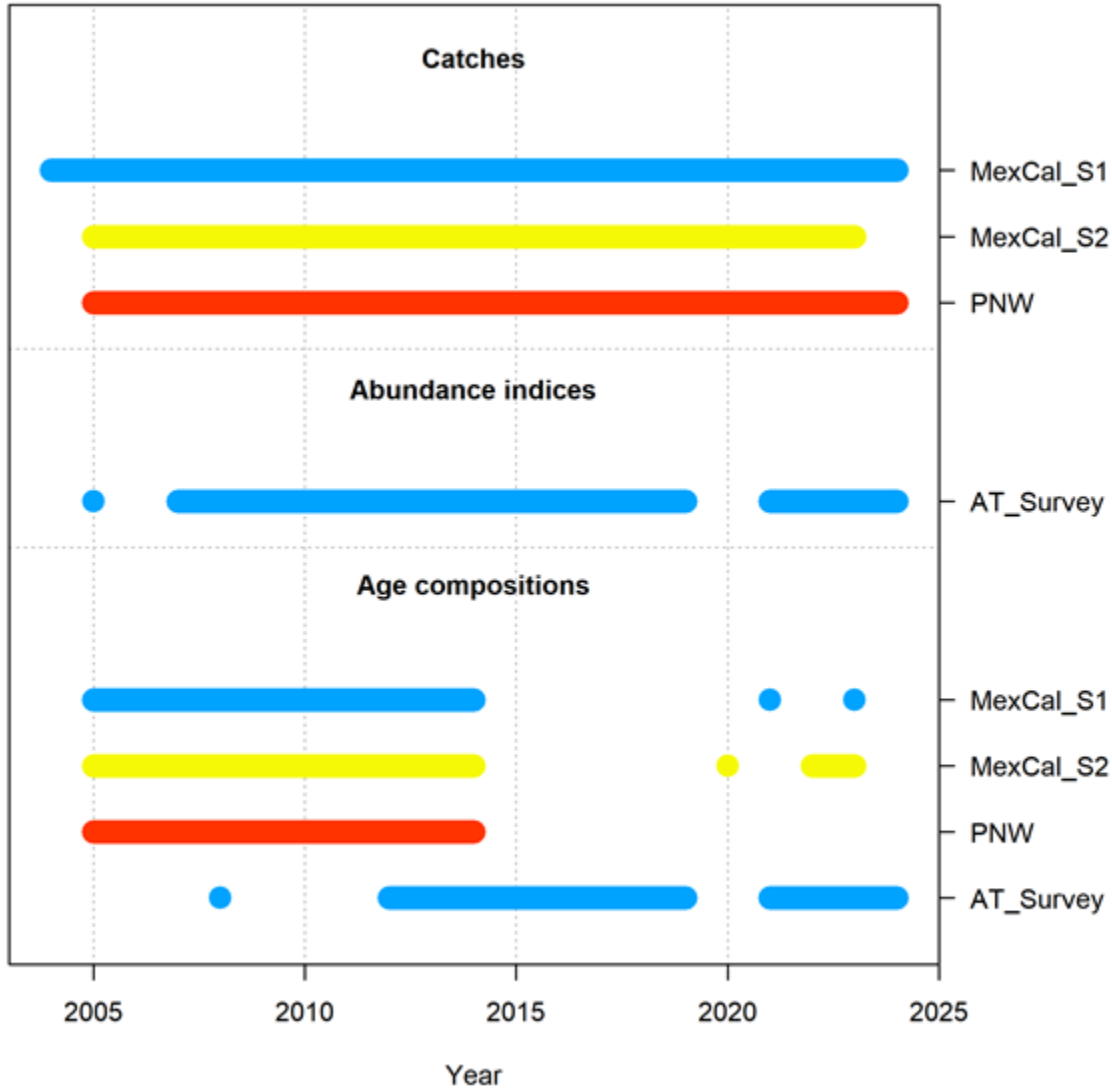 Catches
MexCal_S1
MexCal_S2
PNW
Abundance indices
AT_Survey
Age compositions
MexCal_S1
MexCal_S2
PNW
AT_Survey
2005 2010 2015 2020 2025
Year